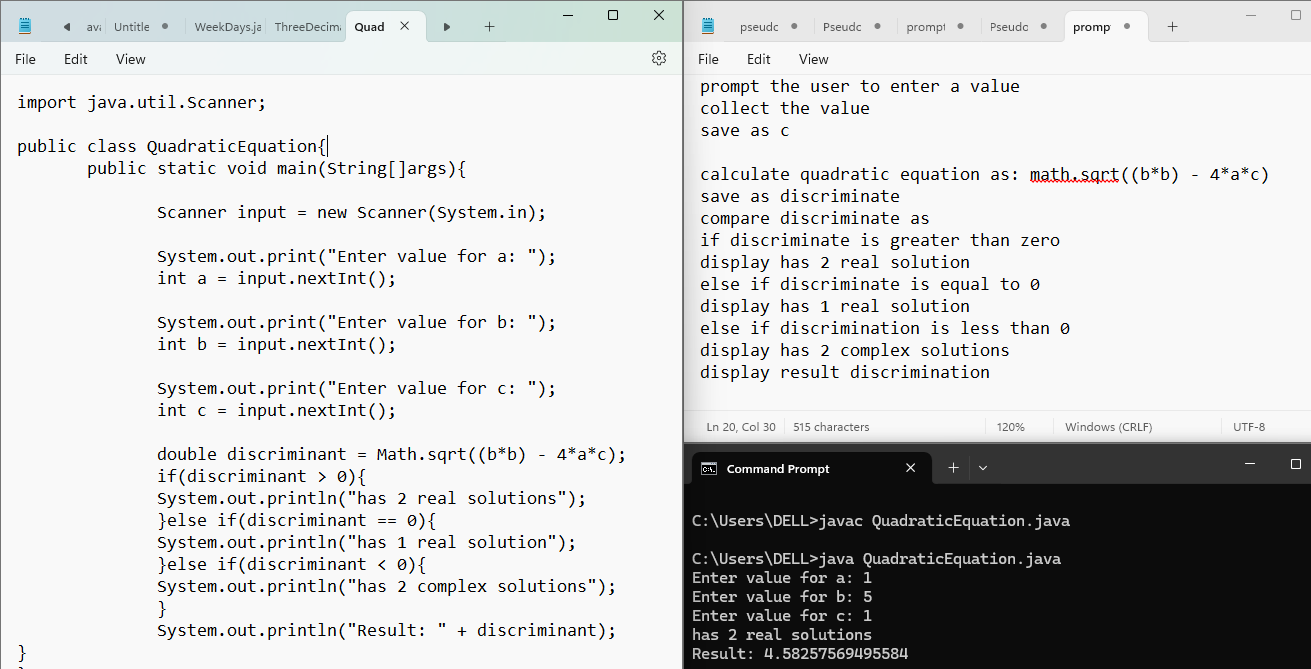 ava Untitle WeekDays.ja ThreeDecima Quad
File Edit View
import java.util.Scanner;
public class QuadraticEquation{
public static void main(String[]args){
Scanner input = new Scanner(System.in);
System.out.print("Enter value for a: ");
int a = input.nextInt();
System.out.print("Enter value for b: ");
int b = input.nextInt();
System.out.print("Enter value for c: ");
int c = input.nextInt();
double discriminant = Math.sqrt((b*b) - 4*a*c);
if(discriminant > 0){
System.out.println("has 2 real solutions");
}else if(discriminant == 0){
System.out.println("has 1 real solution");
}else if(discriminant < 0){
System.out.println("has 2 complex solutions");
}
System.out.println("Result: " + discriminant);
}
pseudc Pseudc prompt Pseudc promp
File Edit View
prompt the user to enter a value
collect the value
save as c
calculate quadratic equation as: math.sqrt((b*b) - 4*a*c)
save as discriminate
compare discriminate as
if discriminate is greater than zero
display has 2 real solution
else if discriminate is equal to 0
display has 1 real solution
else if discrimination is less than 0
display has 2 complex solutions
display result discrimination
Ln 20, Col 30 515 characters 120% Windows (CRLF) UTF-8
Command Prompt
C:\Users\DELL>javac QuadraticEquation.java
C:\Users\DELL>java QuadraticEquation.java
Enter value for a: 1
Enter value for b: 5
Enter value for c: 1
has 2 real solutions
Result: 4.58257569495584